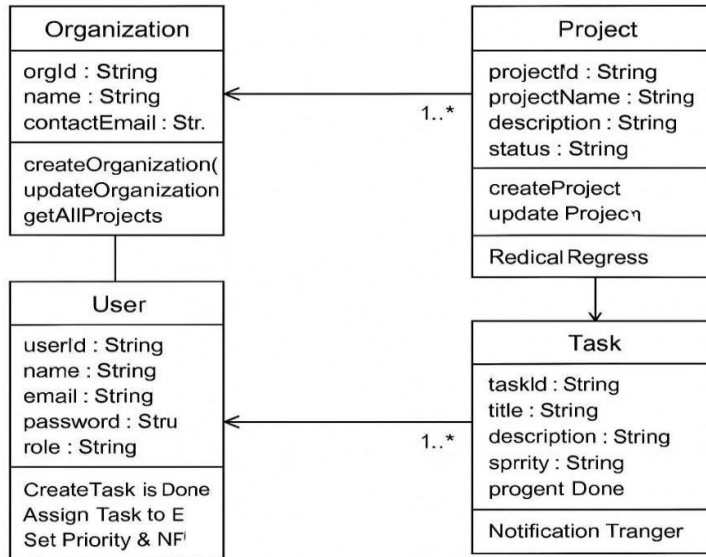 Organization
orgId : String
name : String
contactEmail : Str.
createOrganization(
updateOrganization
getAllProjects
Project
projectId : String
projectName : String
description : String
status : String
createProject
update Projec
Redical Regress
1..*
User
userId : String
name : String
email : String
password : Stru
role : String
CreateTask is Done
Assign Task to E
Set Priority & NF
Task
taskId : String
title : String
description : String
sprrity : String
progent Done
Notification Tranger
1..*